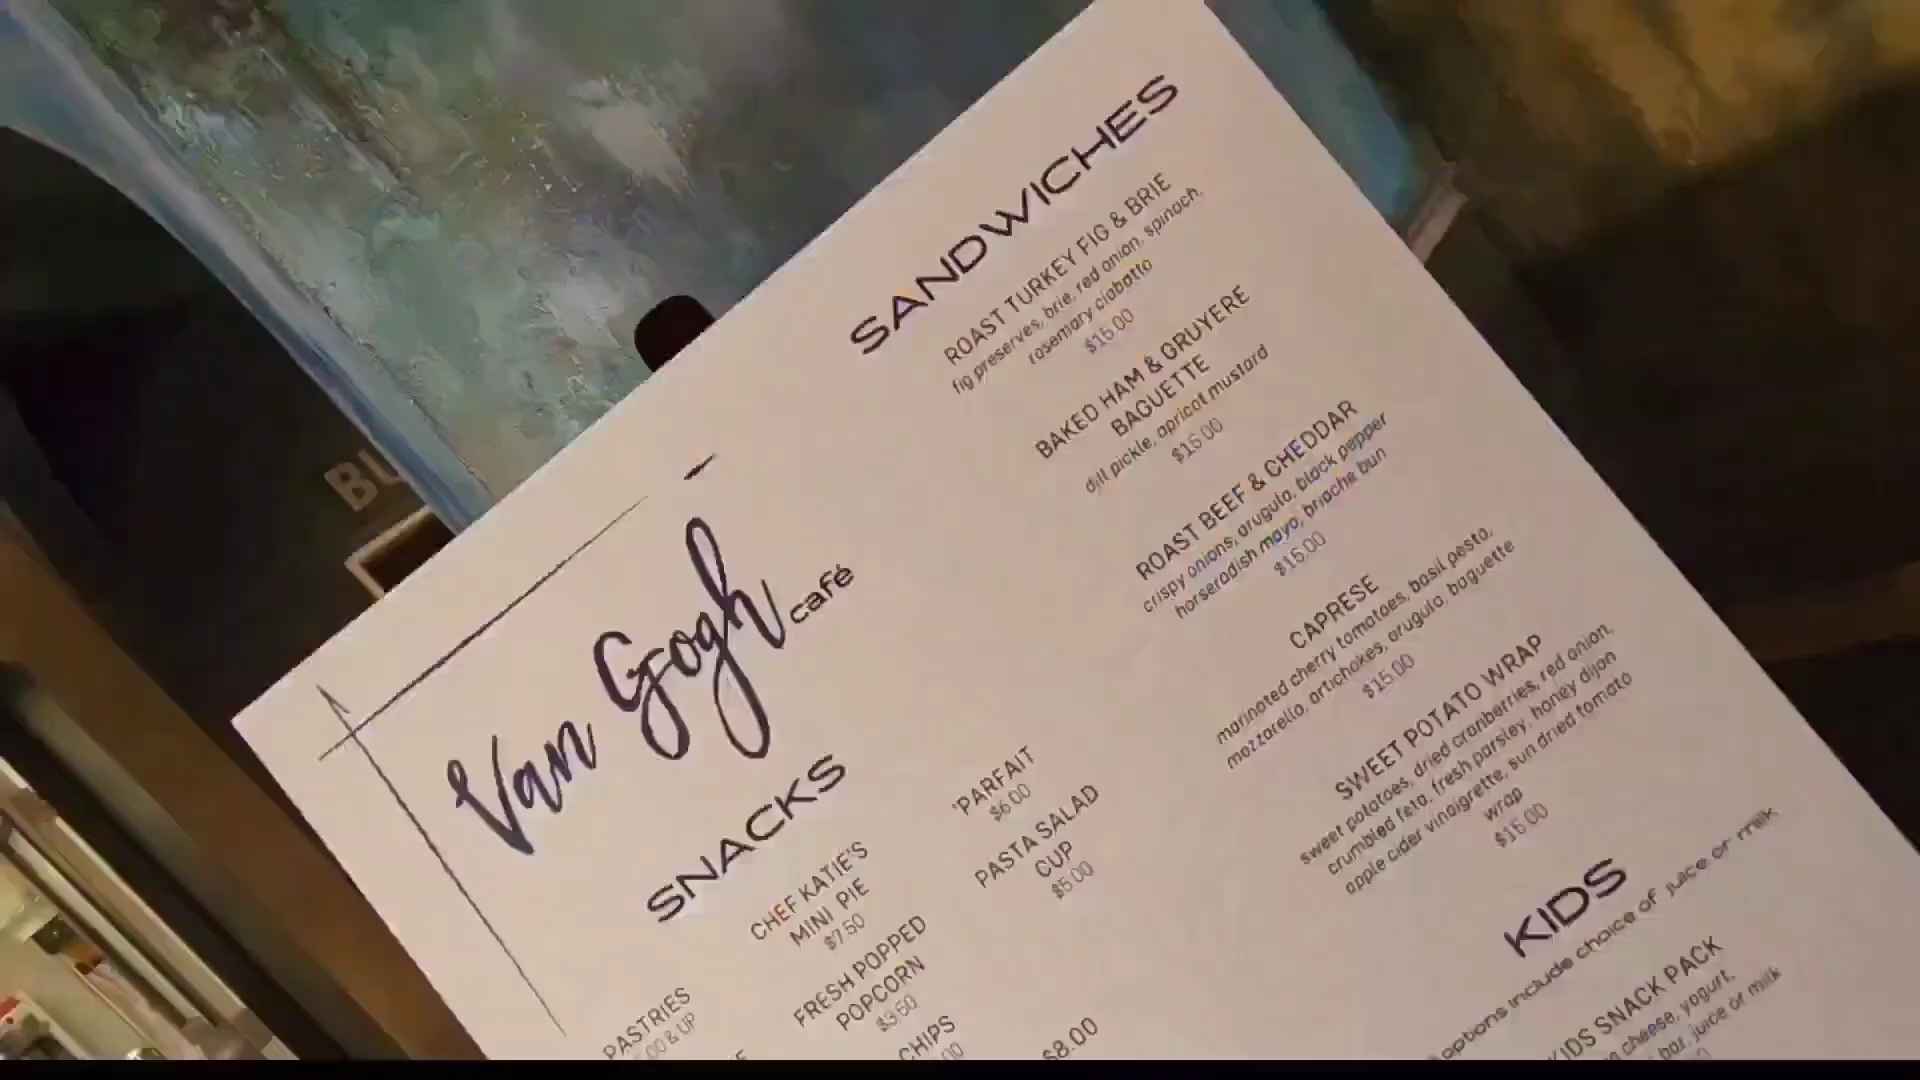 BU
Van Gogh café
SNACKS
CHEF KATIE'S
MINI PIE
$7.50
FRESH POPPED
POPCORN
$3.50
CHIPS
PASTRIES
& UP
'PARFAIT
$6.00
PASTA SALAD
CUP
$5.00
$8.00
SANDWICHES
ROAST TURKEY FIG & BRIE
fig preserves, brie, red onion, spinach,
rosemary ciabatta
$15.00
BAKED HAM & GRUYERE
BAGUETTE
dill pickle, apricot mustard
$15.00
ROAST BEEF & CHEDDAR
crispy onions, arugula, black pepper
horseradish mayo, brioche bun
$15.00
CAPRESE
marinated cherry tomatoes, basil pesto,
mozzarella, artichokes, arugula, baguette
$15.00
SWEET POTATO WRAP
sweet potatoes, dried cranberries, red onion,
crumbled feta, fresh parsley, honey dijon
apple cider vinaigrette, sun dried tomato
wrap
$15.00
KIDS
options include choice of juice or milk
KIDS SNACK PACK
cheese, yogurt,
bar, juice or milk